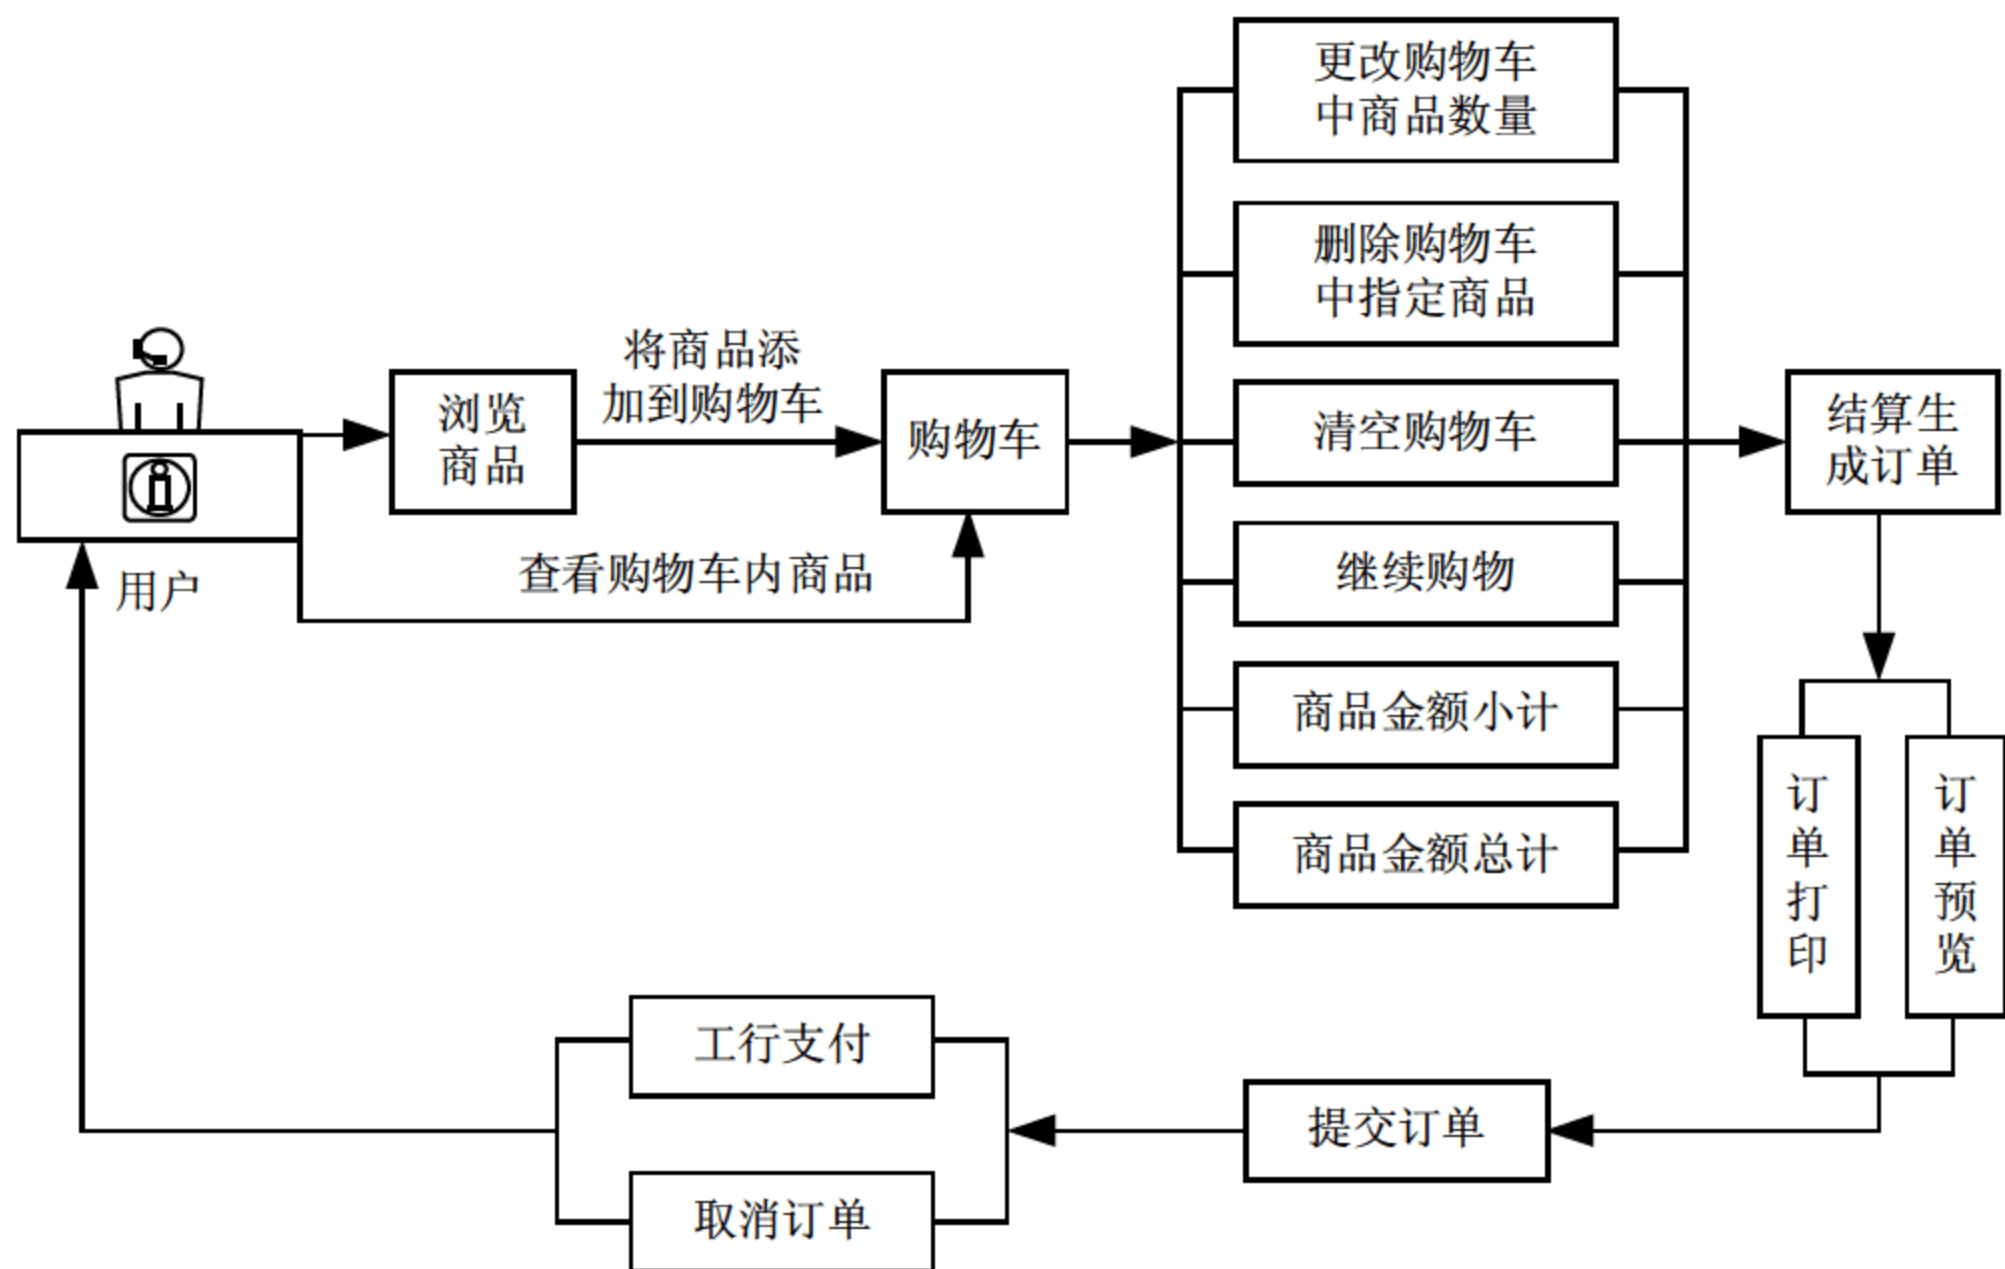 更改购物车
中商品数量
删除购物车
中指定商品
将商品添
加到购物车
浏览
商品
购物车
清空购物车
结算生
成订单
用户
查看购物车内商品
继续购物
商品金额小计
商品金额总计
订
单
打
印
订
单
预
览
工行支付
提交订单
取消订单